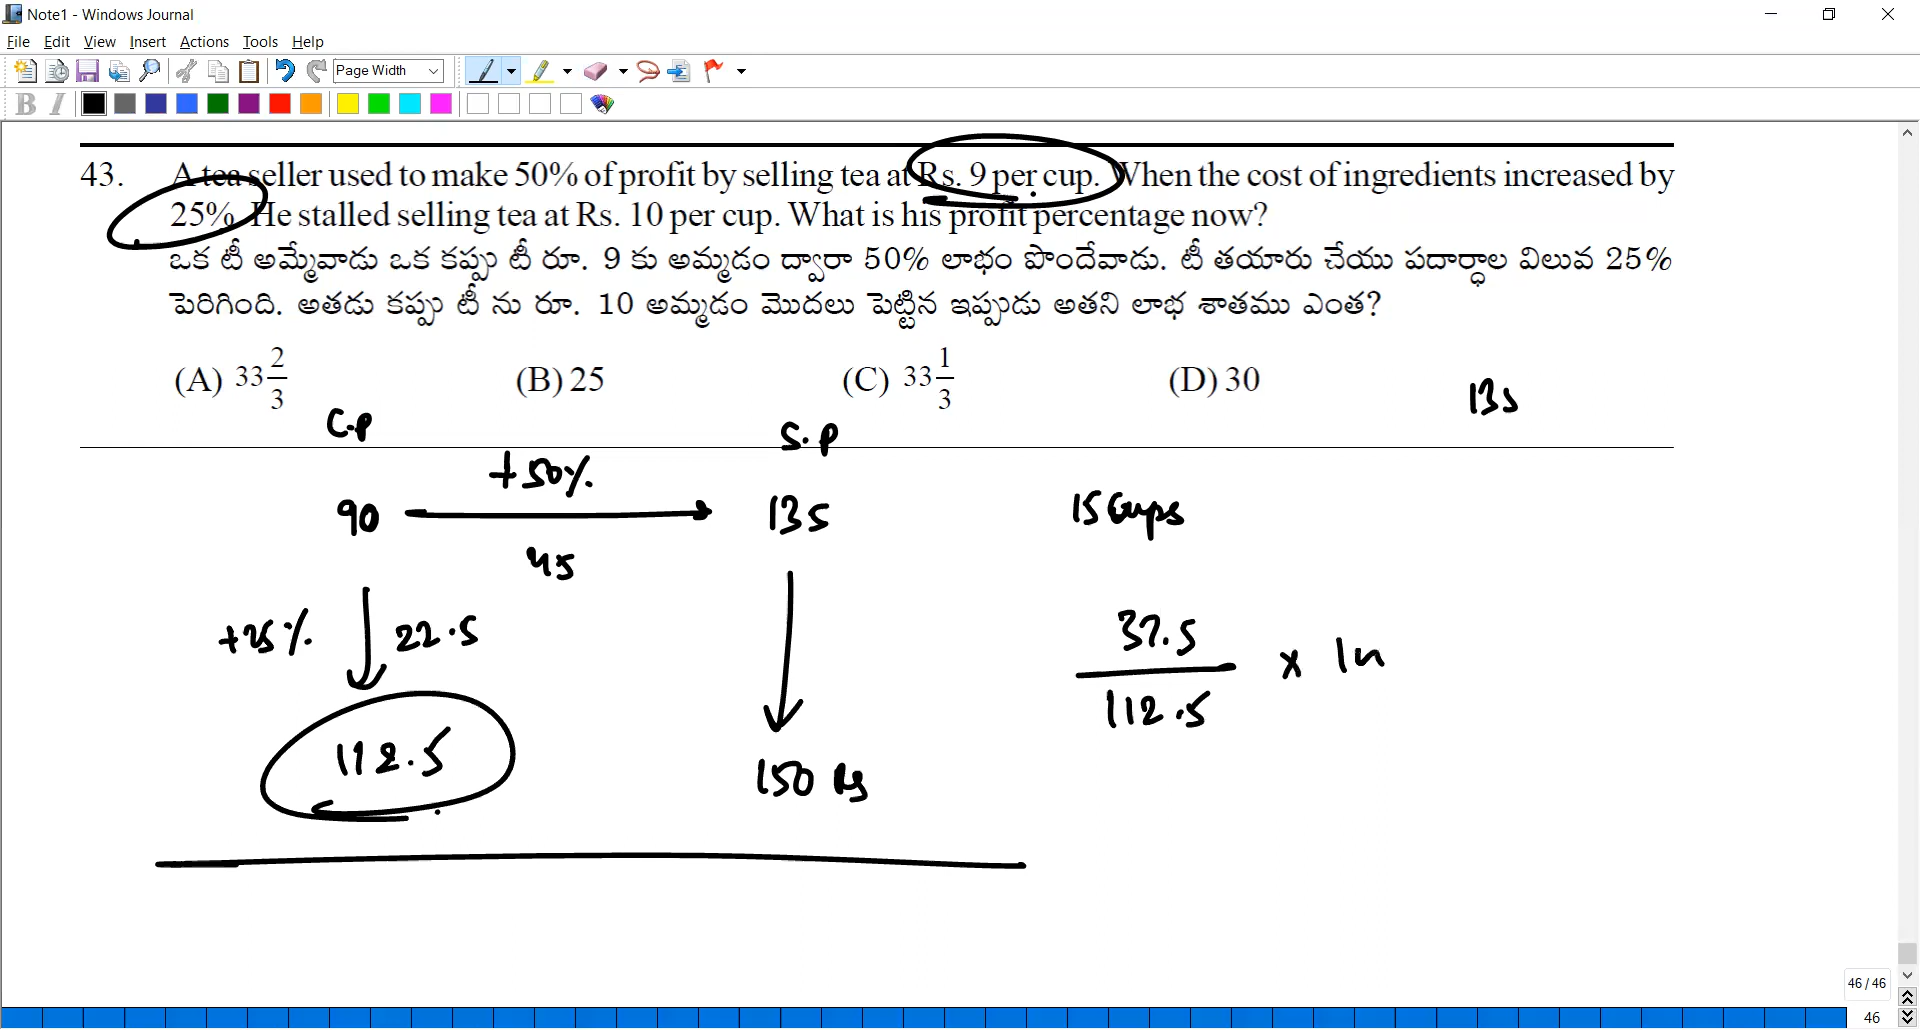 Note1 - Windows Journal
File Edit View Insert Actions Tools Help
Page Width
B I
43. A tea seller used to make 50% of profit by selling tea at Rs. 9 per cup. When the cost of ingredients increased by
25%. He stalled selling tea at Rs. 10 per cup. What is his profit percentage now?
ఒక టీ అమ్మేవాడు ఒక కప్పు టీ రూ. 9 కు అమ్మడం ద్వారా 50% లాభం పొందేవాడు. టీ తయారు చేయు పదార్ధాల విలువ 25%
పెరిగింది. అతడు కప్పు టీ ను రూ. 10 అమ్మడం మొదలు పెట్టిన ఇప్పుడు అతని లాభ శాతము ఎంత?
(A) 33 2/3 (B) 25 (C) 33 1/3 (D) 30
135
C.P S.P
+50%
90 135 15 Cups
45
+25% 22.5 37.5
x
112.5
112.5 150 Rs
46 / 46
46